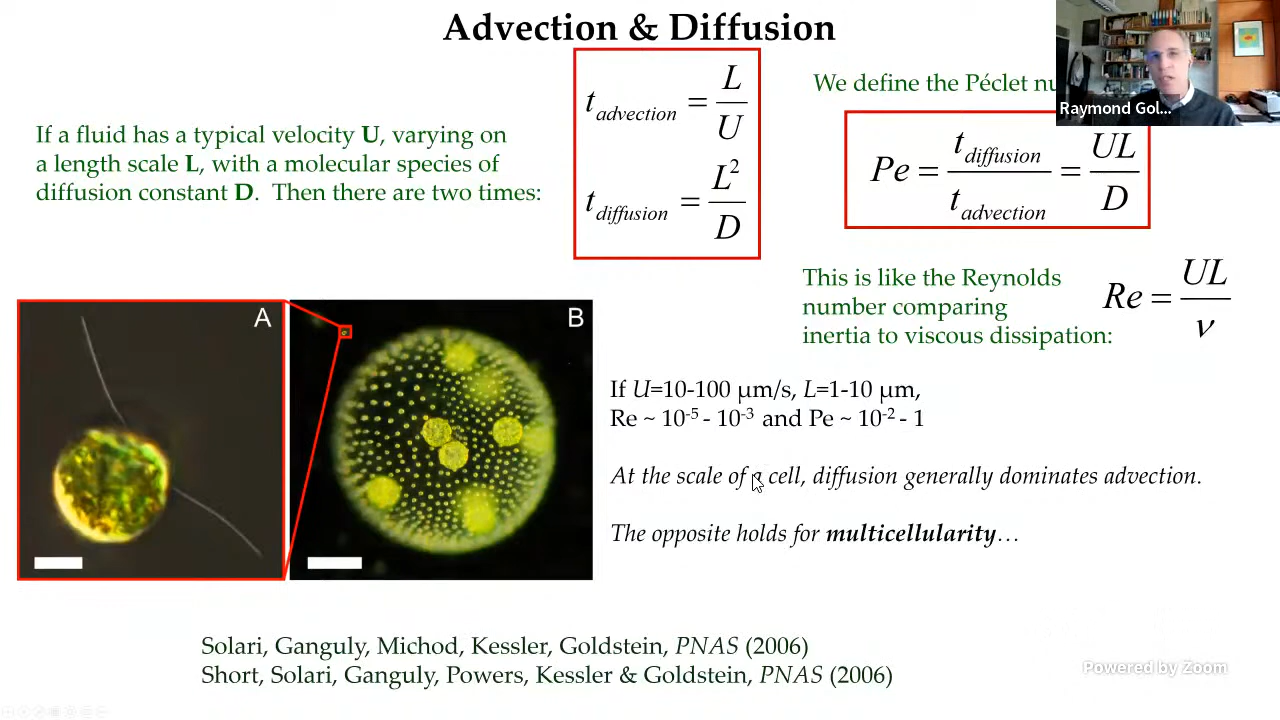 Advection & Diffusion
If a fluid has a typical velocity U, varying on
a length scale L, with a molecular species of
diffusion constant D. Then there are two times:
t_advection = L/U
t_diffusion = L²/D
We define the Péclet
Pe = t_diffusion/t_advection = UL/D
Raymond Gol...
This is like the Reynolds
number comparing
inertia to viscous dissipation:
Re = UL/ν
A
B
If U=10-100 μm/s, L=1-10 μm,
Re ~ 10⁻⁵ - 10⁻³ and Pe ~ 10⁻² - 1
At the scale of a cell, diffusion generally dominates advection.
The opposite holds for multicellularity…
Solari, Ganguly, Michod, Kessler, Goldstein, PNAS (2006)
Short, Solari, Ganguly, Powers, Kessler & Goldstein, PNAS (2006)
Powered by Zoom